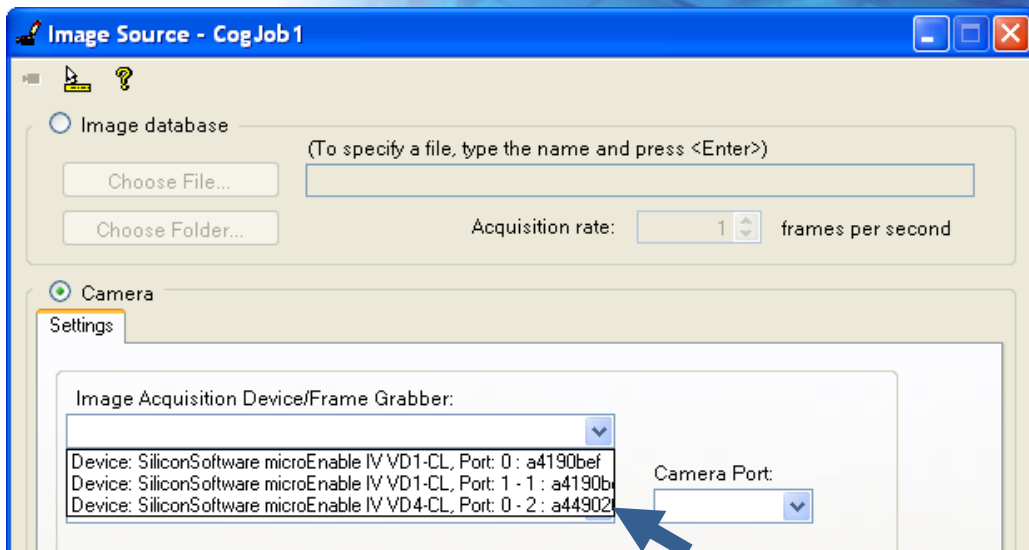 Image Source - CogJob1
Image database
(To specify a file, type the name and press <Enter>)
Choose File...
Choose Folder...
Acquisition rate: 1 frames per second
Camera
Settings
Image Acquisition Device/Frame Grabber:
Device: SiliconSoftware microEnable IV VD1-CL, Port: 0 : a4190bef
Device: SiliconSoftware microEnable IV VD1-CL, Port: 1 - 1 :
Device: SiliconSoftware microEnable IV VD4-CL, Port: 0 - 2 :
Camera Port: